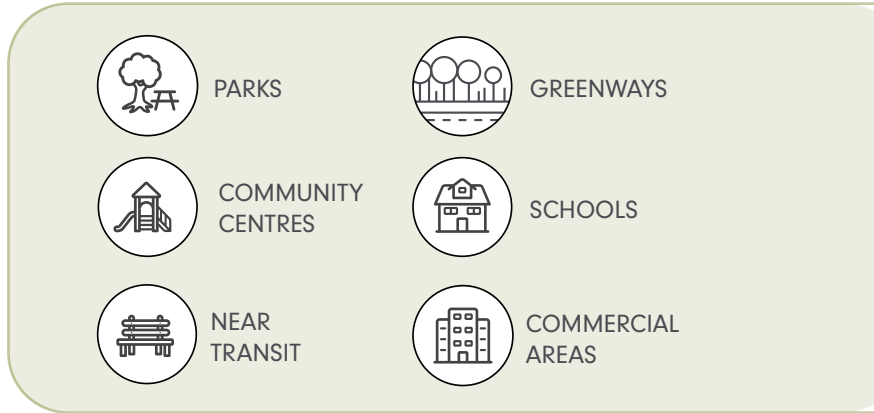 PARKS
GREENWAYS
COMMUNITY
CENTRES
SCHOOLS
NEAR
TRANSIT
COMMERCIAL
AREAS